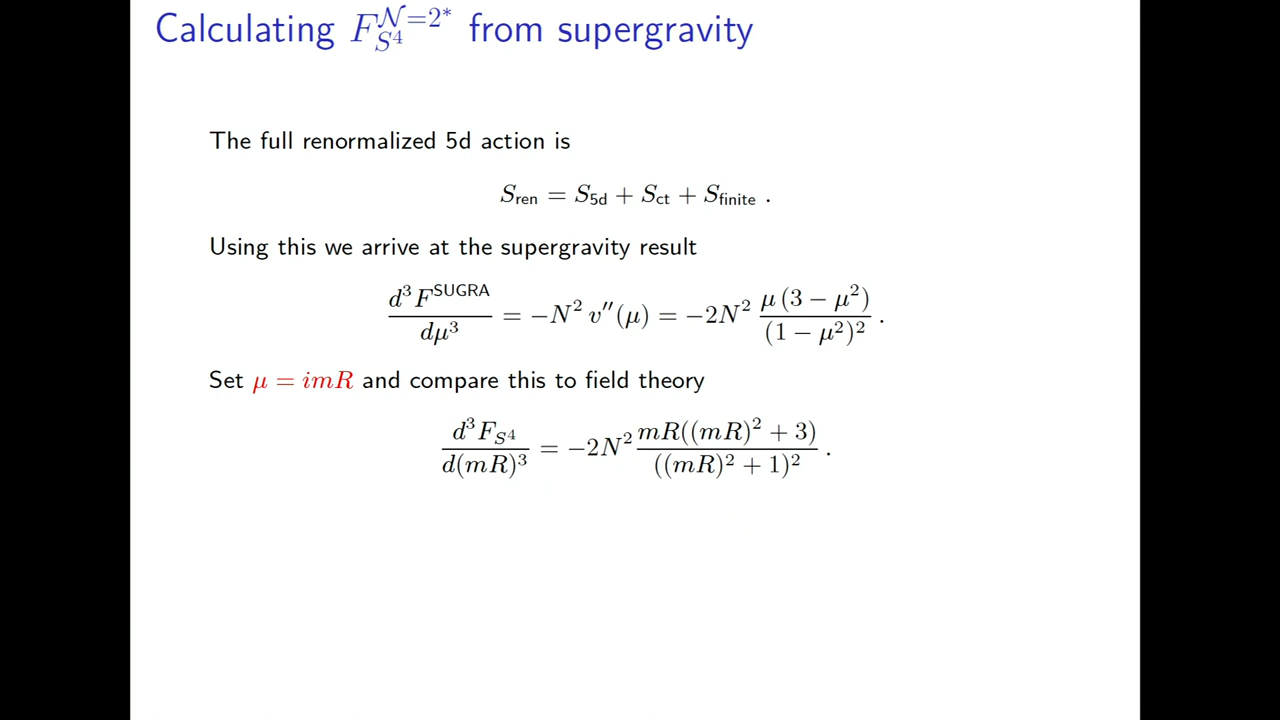 Calculating $F_{S^4}^{\mathcal{N}=2^*}$ from supergravity
The full renormalized 5d action is
$S_{\text{ren}} = S_{\text{5d}} + S_{\text{ct}} + S_{\text{finite}}$ .
Using this we arrive at the supergravity result
$\frac{d^3 F^{\text{SUGRA}}}{d\mu^3} = -N^2 \, v''(\mu) = -2N^2 \frac{\mu \, (3 - \mu^2)}{(1 - \mu^2)^2}$ .
Set $\mu = imR$ and compare this to field theory
$\frac{d^3 F_{S^4}}{d(mR)^3} = -2N^2 \frac{mR((mR)^2 + 3)}{((mR)^2 + 1)^2}$ .